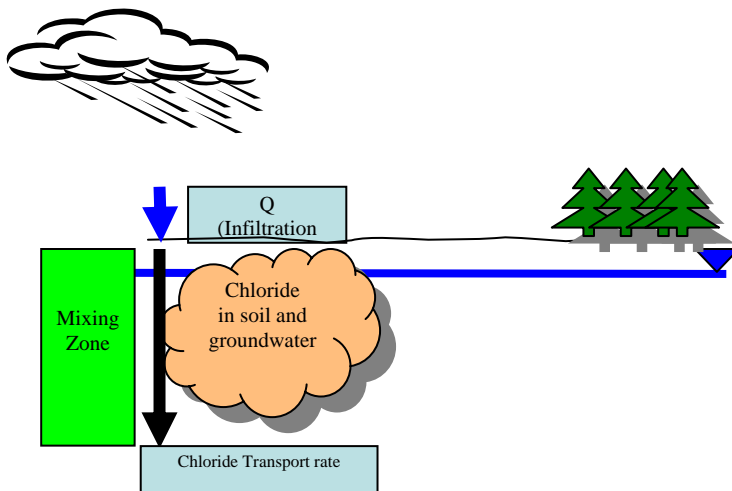 Q
(Infiltration
Chloride
in soil and
groundwater
Mixing
Zone
Chloride Transport rate